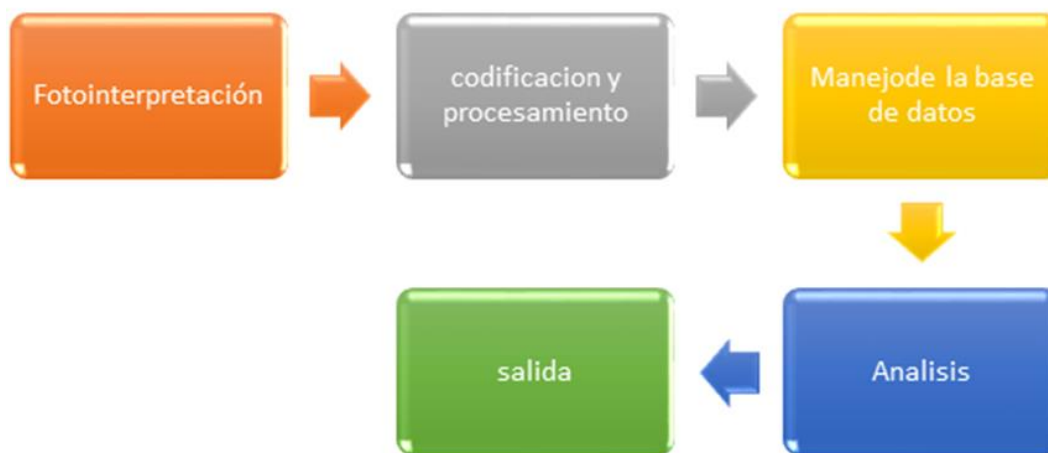 Fotointerpretación
codificacion y
procesamiento
Manejode la base
de datos
Analisis
salida